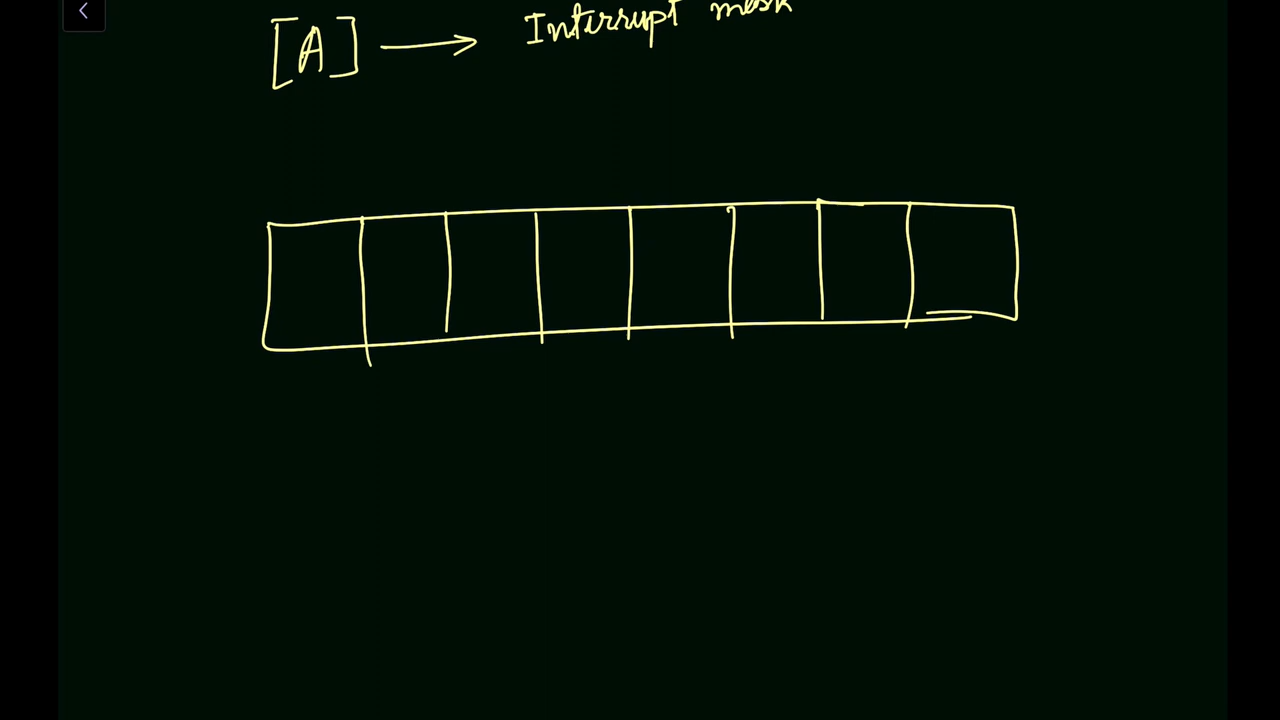 [A] → Interrupt mask